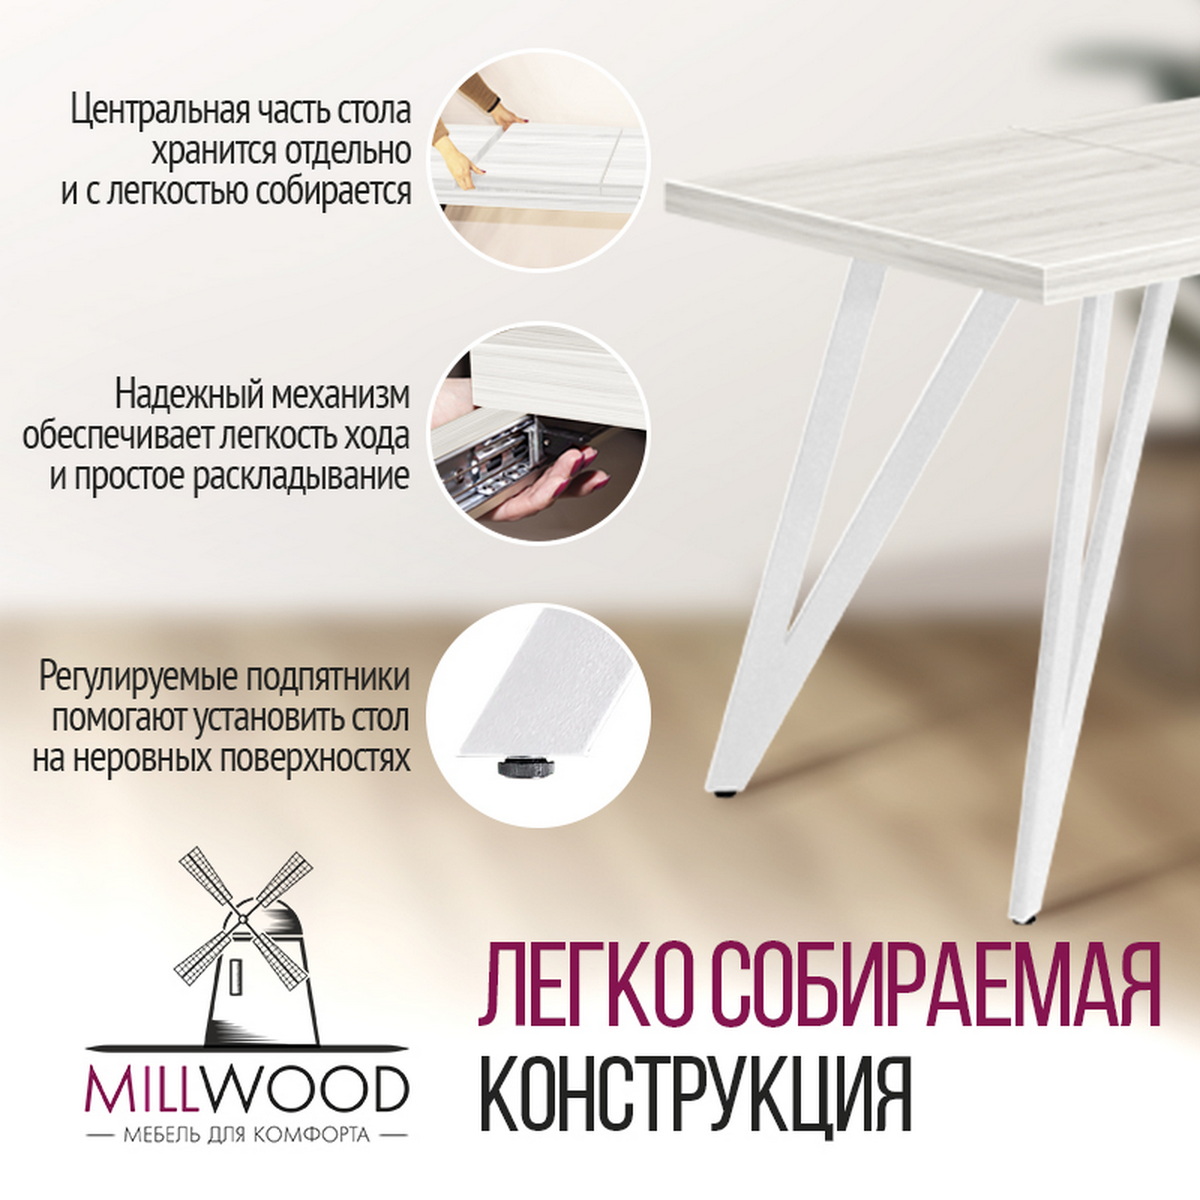 Центральная часть стола
хранится отдельно
и с легкостью собирается
Надежный механизм
обеспечивает легкость хода
и простое раскладывание
Регулируемые подпятники
помогают установить стол
на неровных поверхностях
MILLWOOD
— МЕБЕЛЬ ДЛЯ КОМФОРТА —
ЛЕГКО СОБИРАЕМАЯ
КОНСТРУКЦИЯ